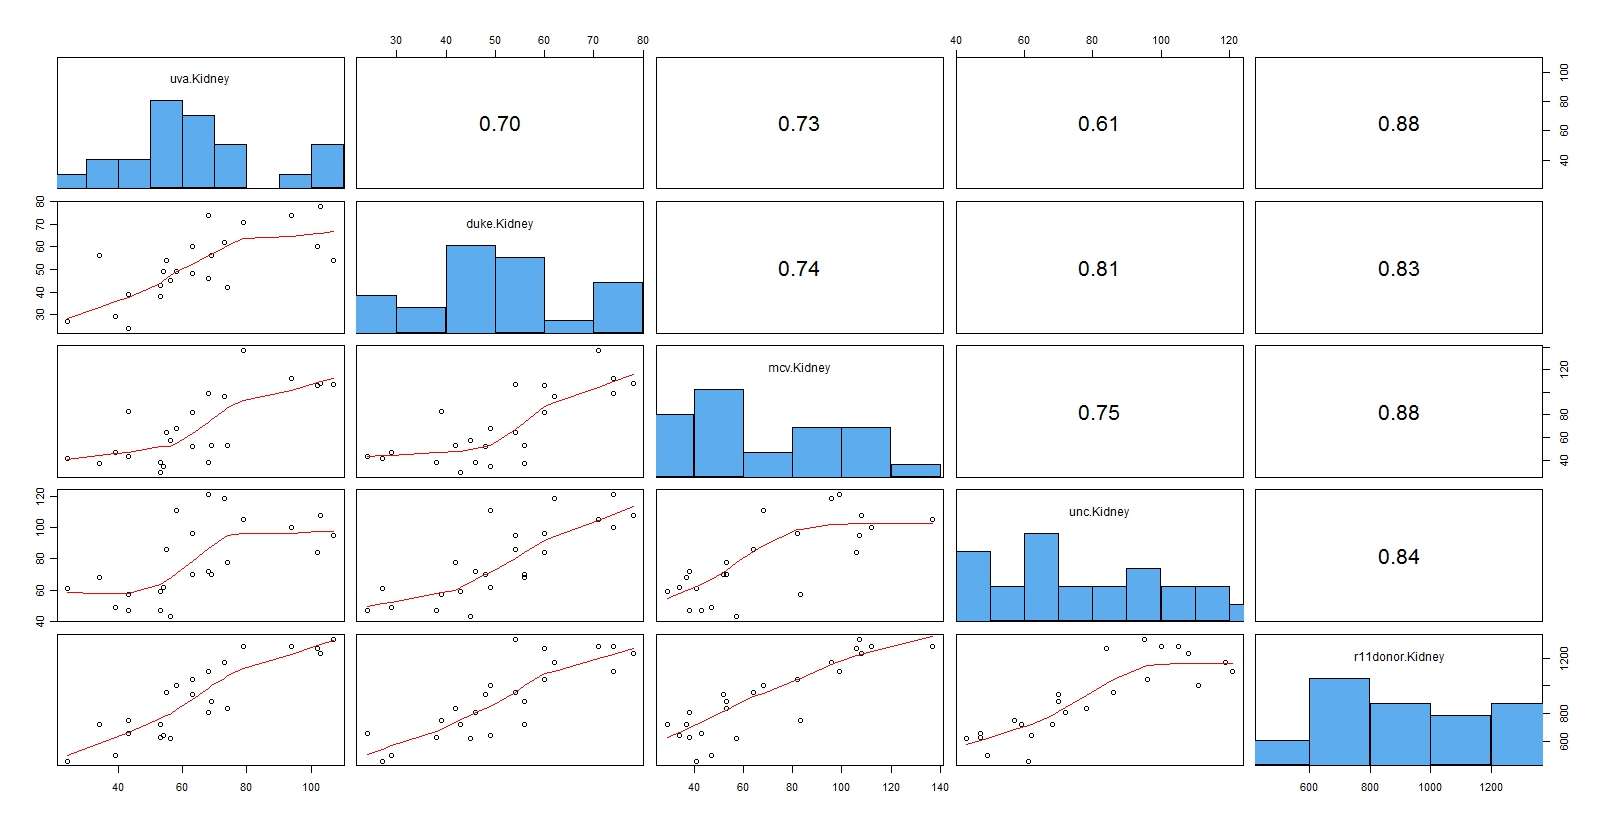 30 40 50 60 70 80 40 60 80 100 120
uva.Kidney 0.70 0.73 0.61 0.88 40 60 80 100
30 40 50 60 70 80 duke.Kidney 0.74 0.81 0.83
mcv.Kidney 0.75 0.88 40 60 80 120
40 60 80 100 120 unc.Kidney 0.84
r11donor.Kidney 600 800 1200
40 60 80 100 40 60 80 100 120 140 600 800 1000 1200